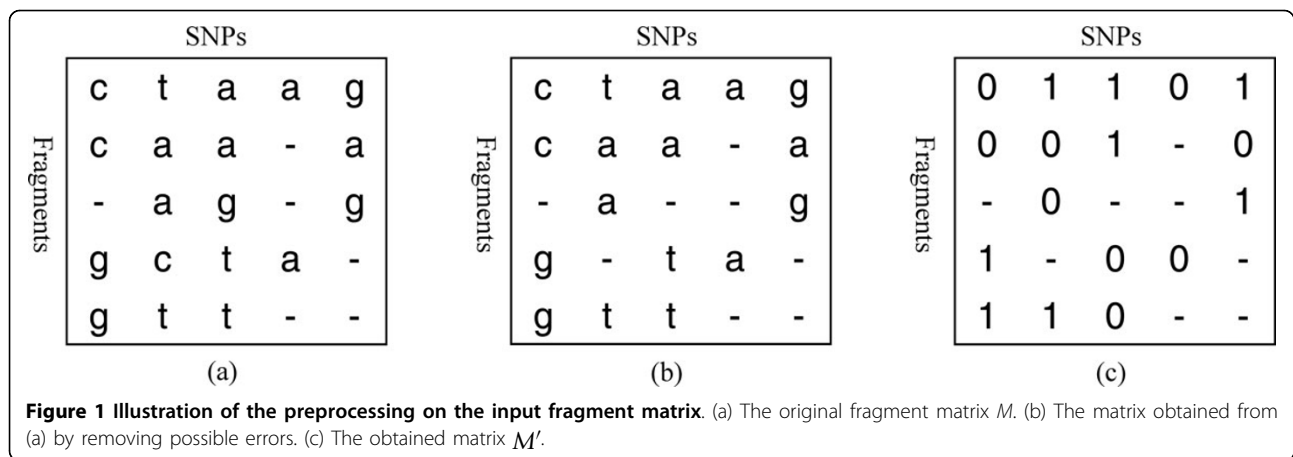 SNPs
Fragments
c t a a g
c a a - a
- a g - g
g c t a -
g t t - -
(a)
SNPs
Fragments
c t a a g
c a a - a
- a - - g
g - t a -
g t t - -
(b)
SNPs
Fragments
0 1 1 0 1
0 0 1 - 0
- 0 - - 1
1 - 0 0 -
1 1 0 - -
(c)
Figure 1 Illustration of the preprocessing on the input fragment matrix. (a) The original fragment matrix M. (b) The matrix obtained from
(a) by removing possible errors. (c) The obtained matrix M′.